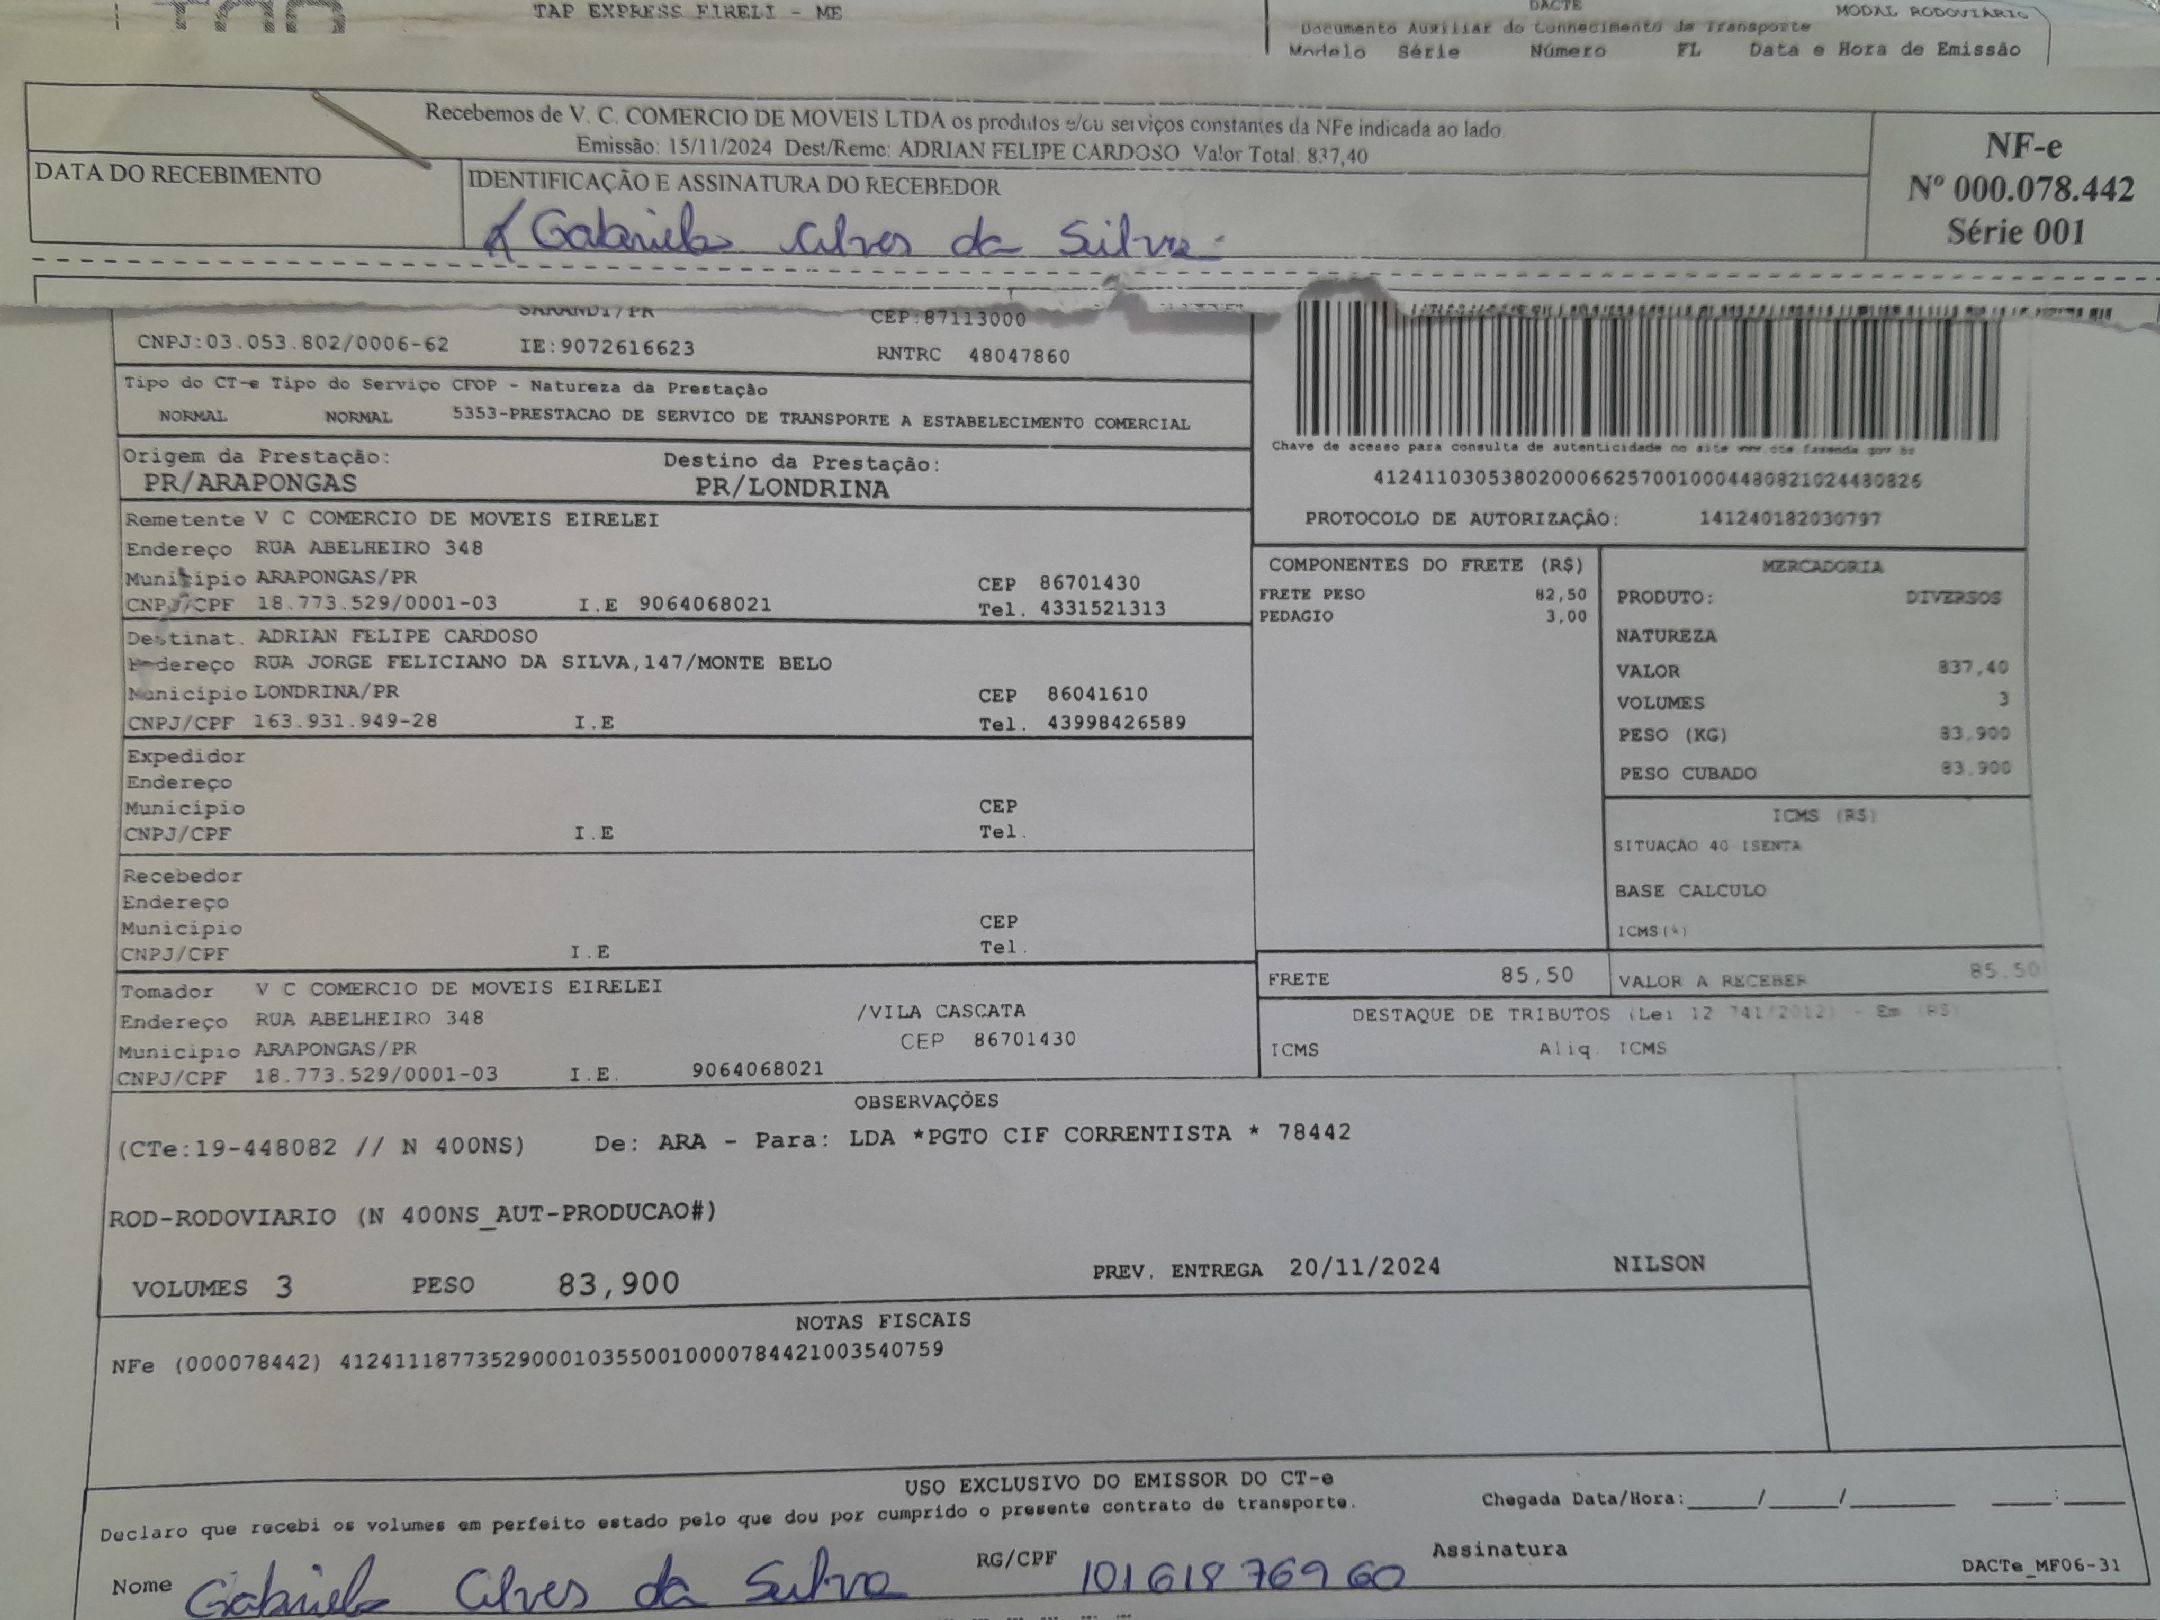 TAP EXPRESS EIRELI - ME
DACTE
MODAL RODOVIÁRIO
Documento Auxiliar do Conhecimento de Transporte
Modelo Série Número FL Data e Hora de Emissão
Recebemos de V. C. COMERCIO DE MOVEIS LTDA os produtos e/ou serviços constantes da NFe indicada ao lado.
Emissão: 15/11/2024 Dest/Reme: ADRIAN FELIPE CARDOSO Valor Total: 837,40
NF-e
Nº 000.078.442
Série 001
DATA DO RECEBIMENTO
IDENTIFICAÇÃO E ASSINATURA DO RECEBEDOR
Gabriela Alves da Silva
SARANDI/PR CEP:87113000
CNPJ:03.053.802/0006-62 IE:9072616623 RNTRC 48047860
Tipo do CT-e Tipo do Serviço CFOP - Natureza da Prestação
NORMAL NORMAL 5353-PRESTACAO DE SERVICO DE TRANSPORTE A ESTABELECIMENTO COMERCIAL
Chave de acesso para consulta de autenticidade no site www.cte.fazenda.gov.br
PROTOCOLO DE AUTORIZAÇÃO: 141240182030797
Origem da Prestação: Destino da Prestação:
PR/ARAPONGAS PR/LONDRINA
Remetente V C COMERCIO DE MOVEIS EIRELEI
Endereço RUA ABELHEIRO 348
Município ARAPONGAS/PR CEP 86701430
CNPJ/CPF 18.773.529/0001-03 I.E 9064068021 Tel. 4331521313
Destinat. ADRIAN FELIPE CARDOSO
Endereço RUA JORGE FELICIANO DA SILVA,147/MONTE BELO
Município LONDRINA/PR CEP 86041610
CNPJ/CPF 163.931.949-28 I.E Tel. 43998426589
Expedidor
Endereço
Município CEP
CNPJ/CPF I.E Tel.
Recebedor
Endereço
Município CEP
CNPJ/CPF I.E Tel.
Tomador V C COMERCIO DE MOVEIS EIRELEI
Endereço RUA ABELHEIRO 348 /VILA CASCATA
Município ARAPONGAS/PR CEP 86701430
CNPJ/CPF 18.773.529/0001-03 I.E. 9064068021
COMPONENTES DO FRETE (R$)
FRETE PESO 82,50
PEDAGIO 3,00
MERCADORIA
PRODUTO: DIVERSOS
NATUREZA
VALOR 837,40
VOLUMES 3
PESO (KG) 83,900
PESO CUBADO 83,900
ICMS (R$)
SITUAÇÃO 40 ISENTA
BASE CALCULO
ICMS(%)
FRETE 85,50 VALOR A RECEBER 85,50
DESTAQUE DE TRIBUTOS (Lei 12.741/2012) - Em (R$)
ICMS Aliq. ICMS
OBSERVAÇÕES
(CTe:19-448082 // N 400NS) De: ARA - Para: LDA *PGTO CIF CORRENTISTA * 78442
ROD-RODOVIARIO (N 400NS_AUT-PRODUCAO#)
VOLUMES 3 PESO 83,900 PREV. ENTREGA 20/11/2024 NILSON
NOTAS FISCAIS
NFe (000078442) 41241118773529000103550010000784421003540759
USO EXCLUSIVO DO EMISSOR DO CT-e
Declaro que recebi os volumes em perfeito estado pelo que dou por cumprido o presente contrato de transporte.
Chegada Data/Hora:____/____/______ ___:___
Nome Gabriela Alves da Silva RG/CPF 10161876960 Assinatura
DACTe_MF06-31